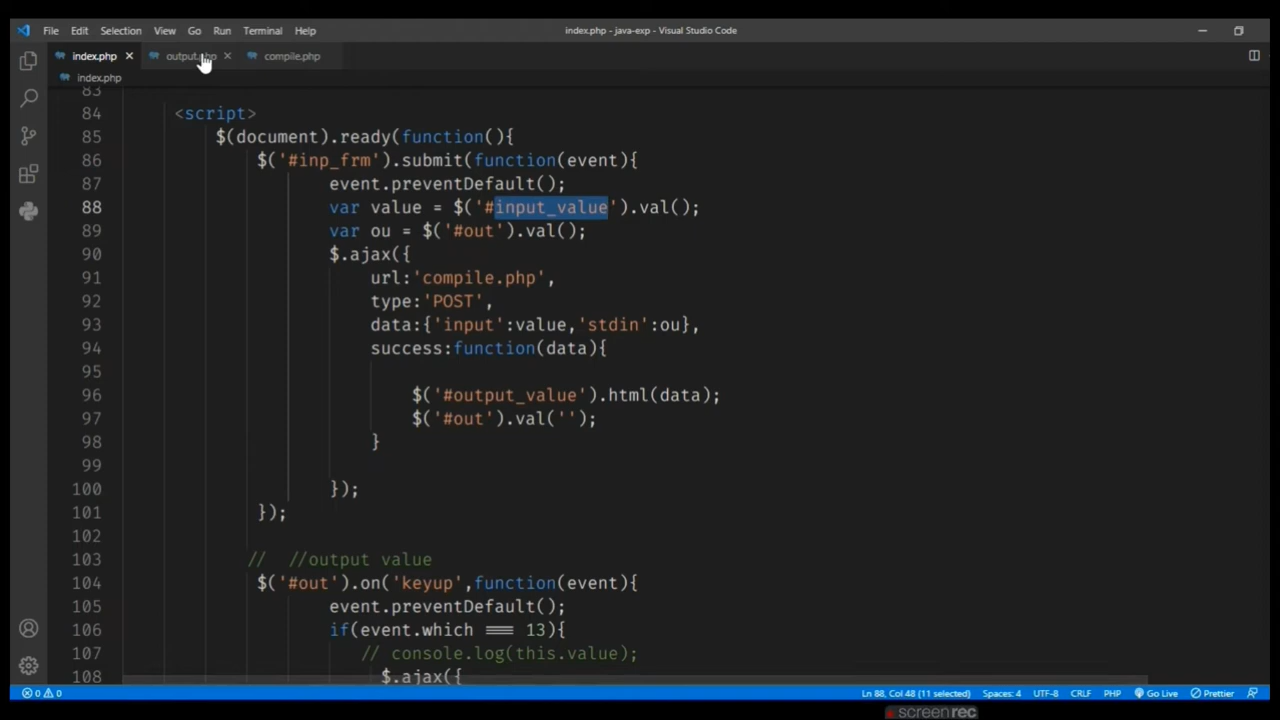 File Edit Selection View Go Run Terminal Help index.php - java-exp - Visual Studio Code
index.php output.php compile.php
index.php
83
84 <script>
85 $(document).ready(function(){
86 $('#inp_frm').submit(function(event){
87 event.preventDefault();
88 var value = $('#input_value').val();
89 var ou = $('#out').val();
90 $.ajax({
91 url:'compile.php',
92 type:'POST',
93 data:{'input':value,'stdin':ou},
94 success:function(data){
95
96 $('#output_value').html(data);
97 $('#out').val('');
98 }
99
100 });
101 });
102
103 // //output value
104 $('#out').on('keyup',function(event){
105 event.preventDefault();
106 if(event.which === 13){
107 // console.log(this.value);
108 $.ajax({
0 0 Ln 88, Col 48 (11 selected) Spaces: 4 UTF-8 CRLF PHP Go Live Prettier
screenrec